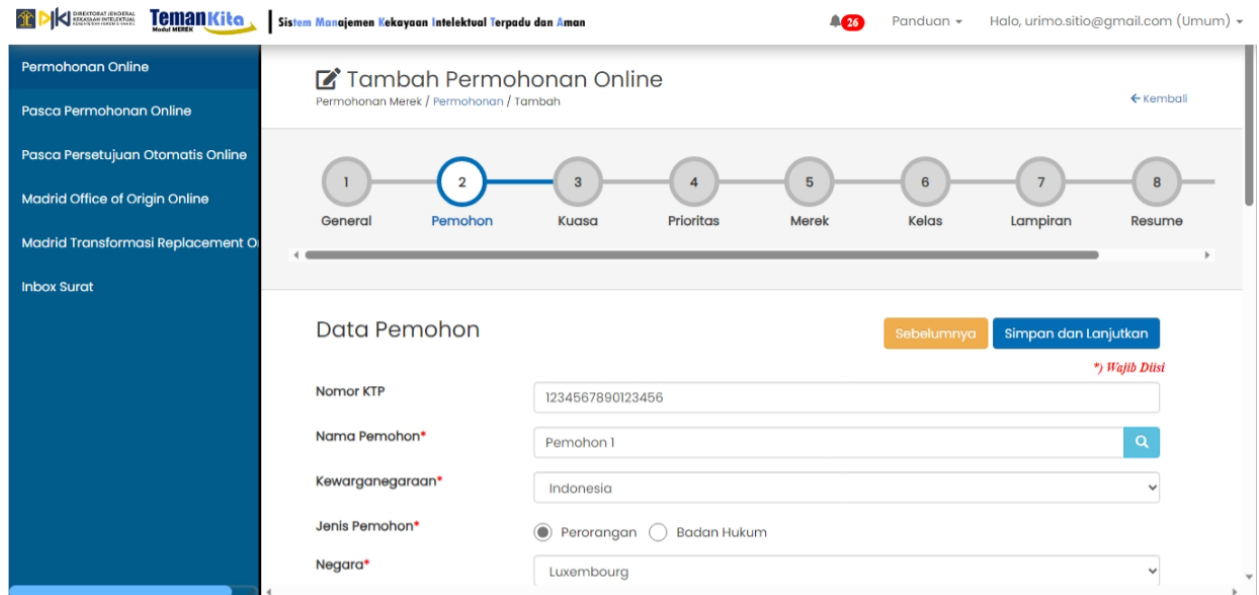 DIREKTORAT JENDERAL
KEKAYAAN INTELEKTUAL
TemanKita
Modul MEREK
Sistem Manajemen Kekayaan Intelektual Terpadu dan Aman
26
Panduan
Halo, urimo.sitio@gmail.com (Umum)
Permohonan Online
Pasca Permohonan Online
Pasca Persetujuan Otomatis Online
Madrid Office of Origin Online
Madrid Transformasi Replacement O
Inbox Surat
Tambah Permohonan Online
Permohonan Merek / Permohonan / Tambah
Kembali
1 2 3 4 5 6 7 8
General Pemohon Kuasa Prioritas Merek Kelas Lampiran Resume
Data Pemohon
Sebelumnya
Simpan dan Lanjutkan
*) Wajib Diisi
Nomor KTP 1234567890123456
Nama Pemohon* Pemohon 1
Kewarganegaraan* Indonesia
Jenis Pemohon* Perorangan Badan Hukum
Negara* Luxembourg